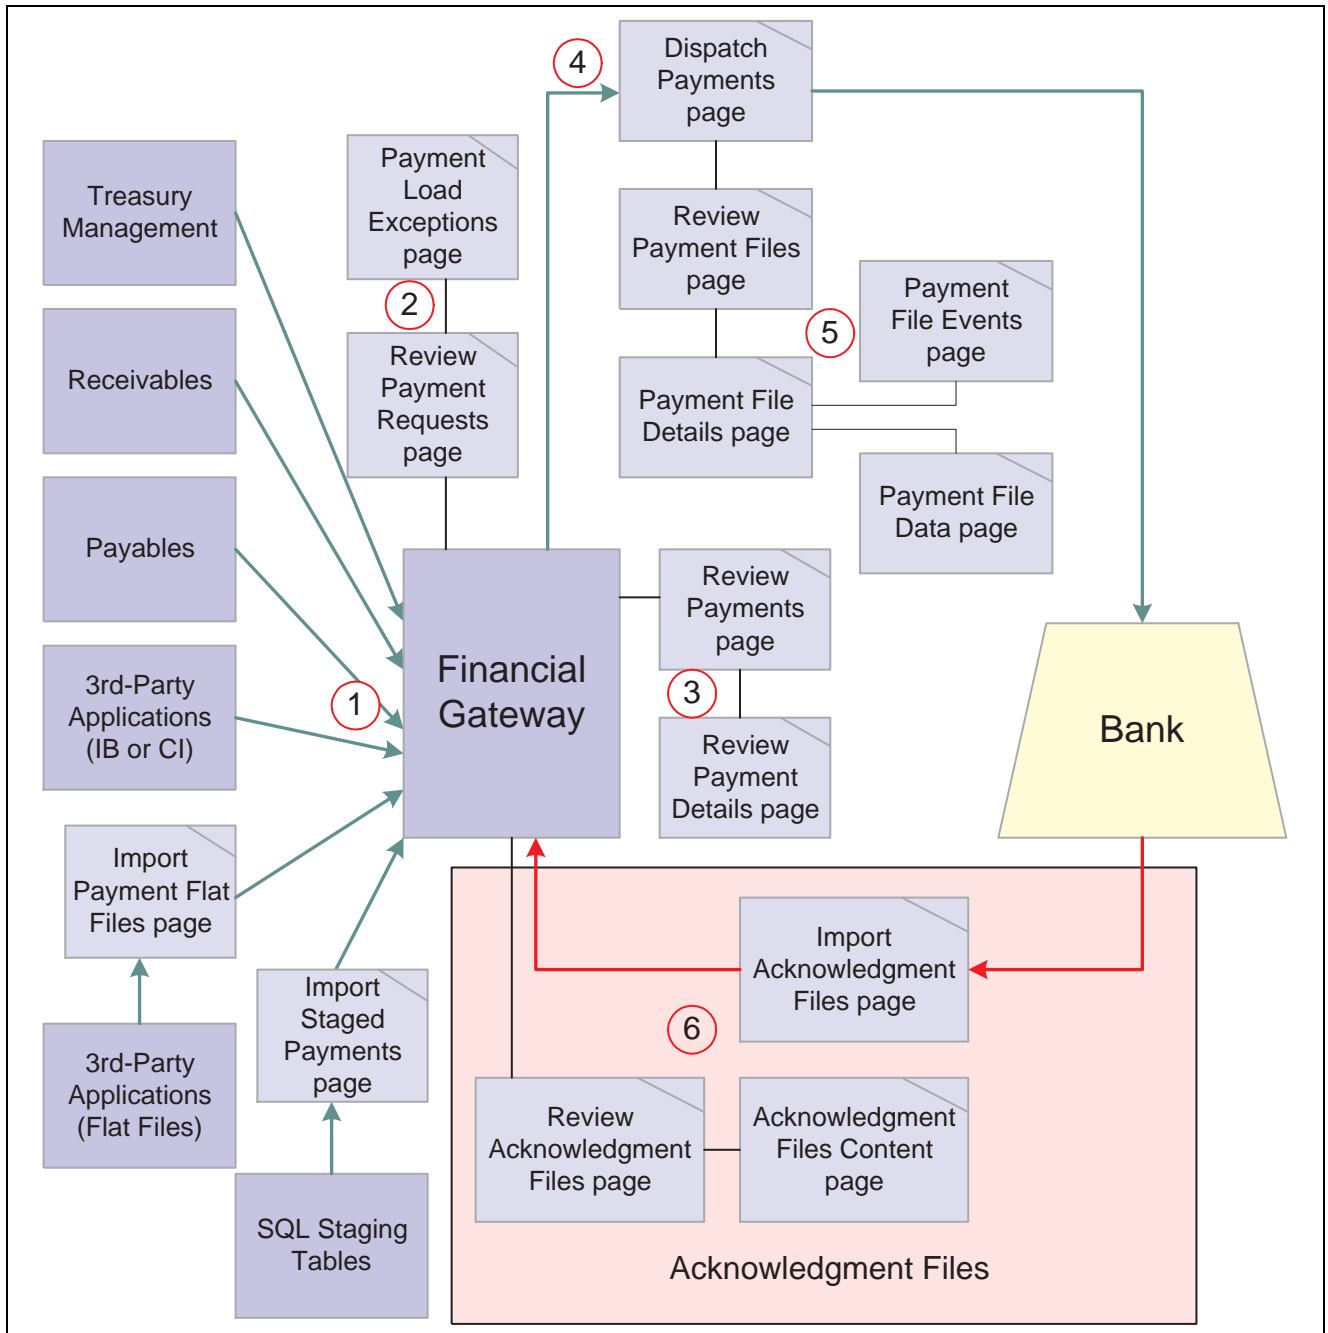 4
Dispatch
Payments
page
Treasury
Management
Payment
Load
Exceptions
page
2
Review
Payment Files
page
Payment
File Events
page
5
Receivables
Review
Payment
Requests
page
Payment File
Details page
Payment File
Data page
Payables
Financial
Gateway
Review
Payments
page
3
Review
Payment
Details page
3rd-Party
Applications
(IB or CI)
1
Bank
Import
Payment Flat
Files page
Import
Staged
Payments
page
3rd-Party
Applications
(Flat Files)
SQL Staging
Tables
Import
Acknowledgment
Files page
6
Review
Acknowledgment
Files page
Acknowledgment
Files Content
page
Acknowledgment Files